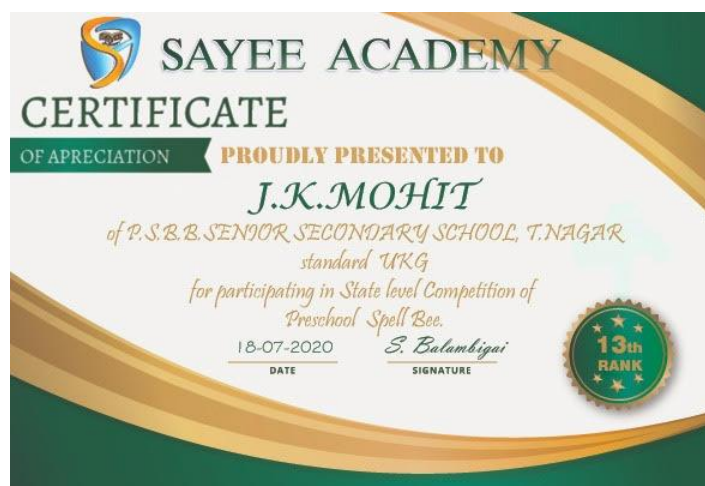 SAYEE ACADEMY
CERTIFICATE
OF APRECIATION
PROUDLY PRESENTED TO
J.K.MOHIT
of P.S.B.B.SENIOR SECONDARY SCHOOL, T.NAGAR
standard UKG
for participating in State level Competition of
Preschool Spell Bee.
18-07-2020 S. Balambigai
DATE SIGNATURE
13th
RANK